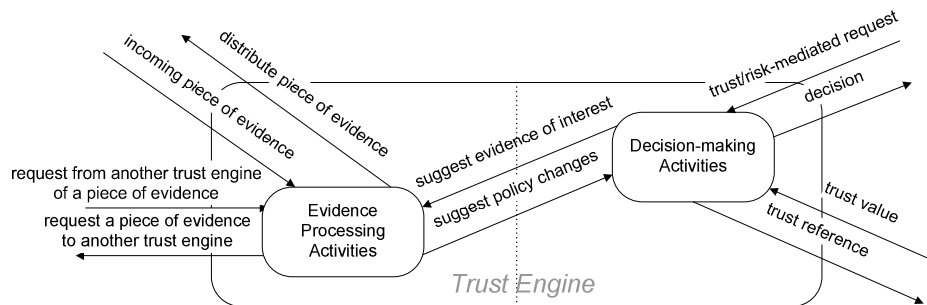 incoming piece of evidence
distribute piece of evidence
trust/risk-mediated request
decision
suggest evidence of interest
suggest policy changes
Decision-making
Activities
request from another trust engine
of a piece of evidence
request a piece of evidence
to another trust engine
Evidence
Processing
Activities
trust value
trust reference
Trust Engine